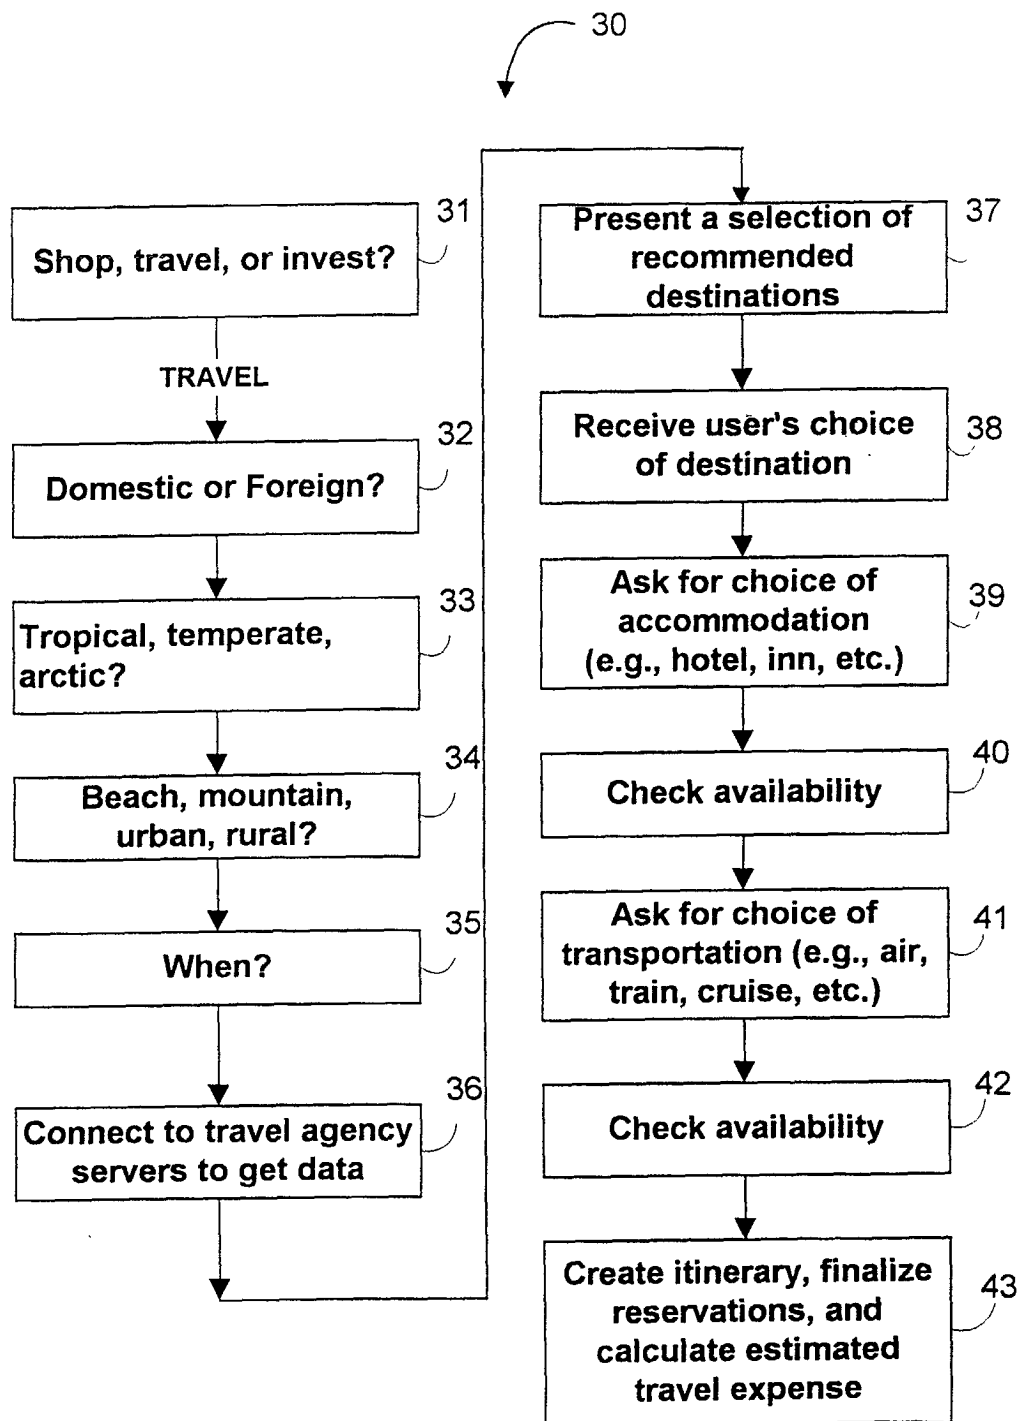 30
31
Shop, travel, or invest?
TRAVEL
32
Domestic or Foreign?
33
Tropical, temperate,
arctic?
34
Beach, mountain,
urban, rural?
35
When?
36
Connect to travel agency
servers to get data
37
Present a selection of
recommended
destinations
38
Receive user's choice
of destination
39
Ask for choice of
accommodation
(e.g., hotel, inn, etc.)
40
Check availability
41
Ask for choice of
transportation (e.g., air,
train, cruise, etc.)
42
Check availability
43
Create itinerary, finalize
reservations, and
calculate estimated
travel expense